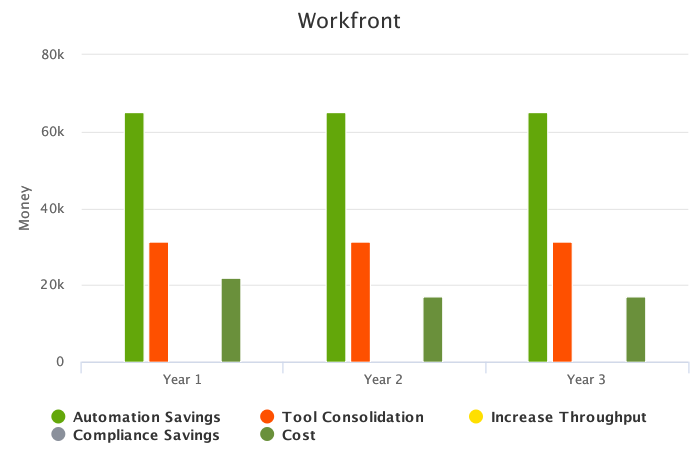 Workfront
80k
60k
40k
20k
0
Money
Year 1 Year 2 Year 3
Automation Savings Tool Consolidation Increase Throughput
Compliance Savings Cost